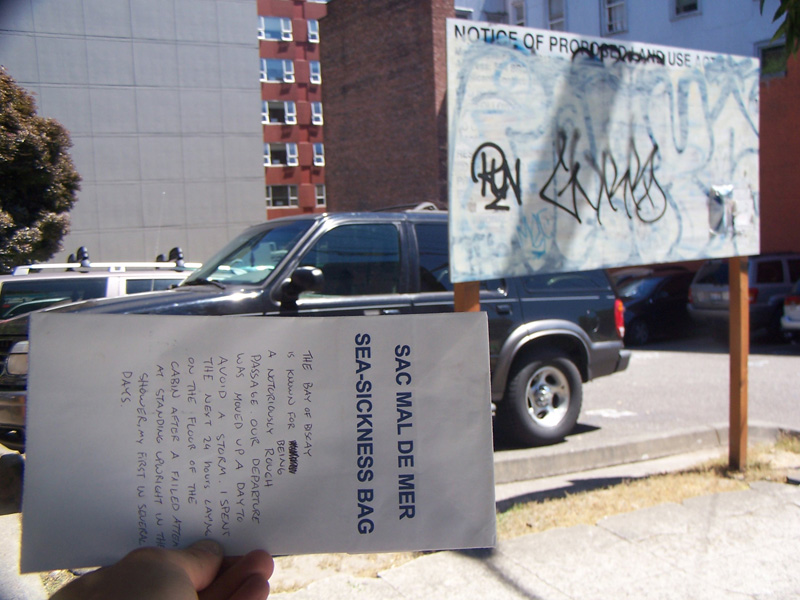 NOTICE OF PROPOSED LAND USE
SAC MAL DE MER
SEA-SICKNESS BAG
THE BAY OF BISCAY
IS KNOWN FOR BEING
A NOTORIOUSLY ROUGH
PASSAGE OUR DEPARTURE
WAS MOVED UP A DAY TO
AVOID A STORM. I SPENT
THE NEXT 24 HOURS LAYING
ON THE FLOOR OF THE
CABIN AFTER A FAILED ATTEM
AT STANDING UPWRIGHT IN THE
SHOWER, MY FIRST IN SEVERAL
DAYS